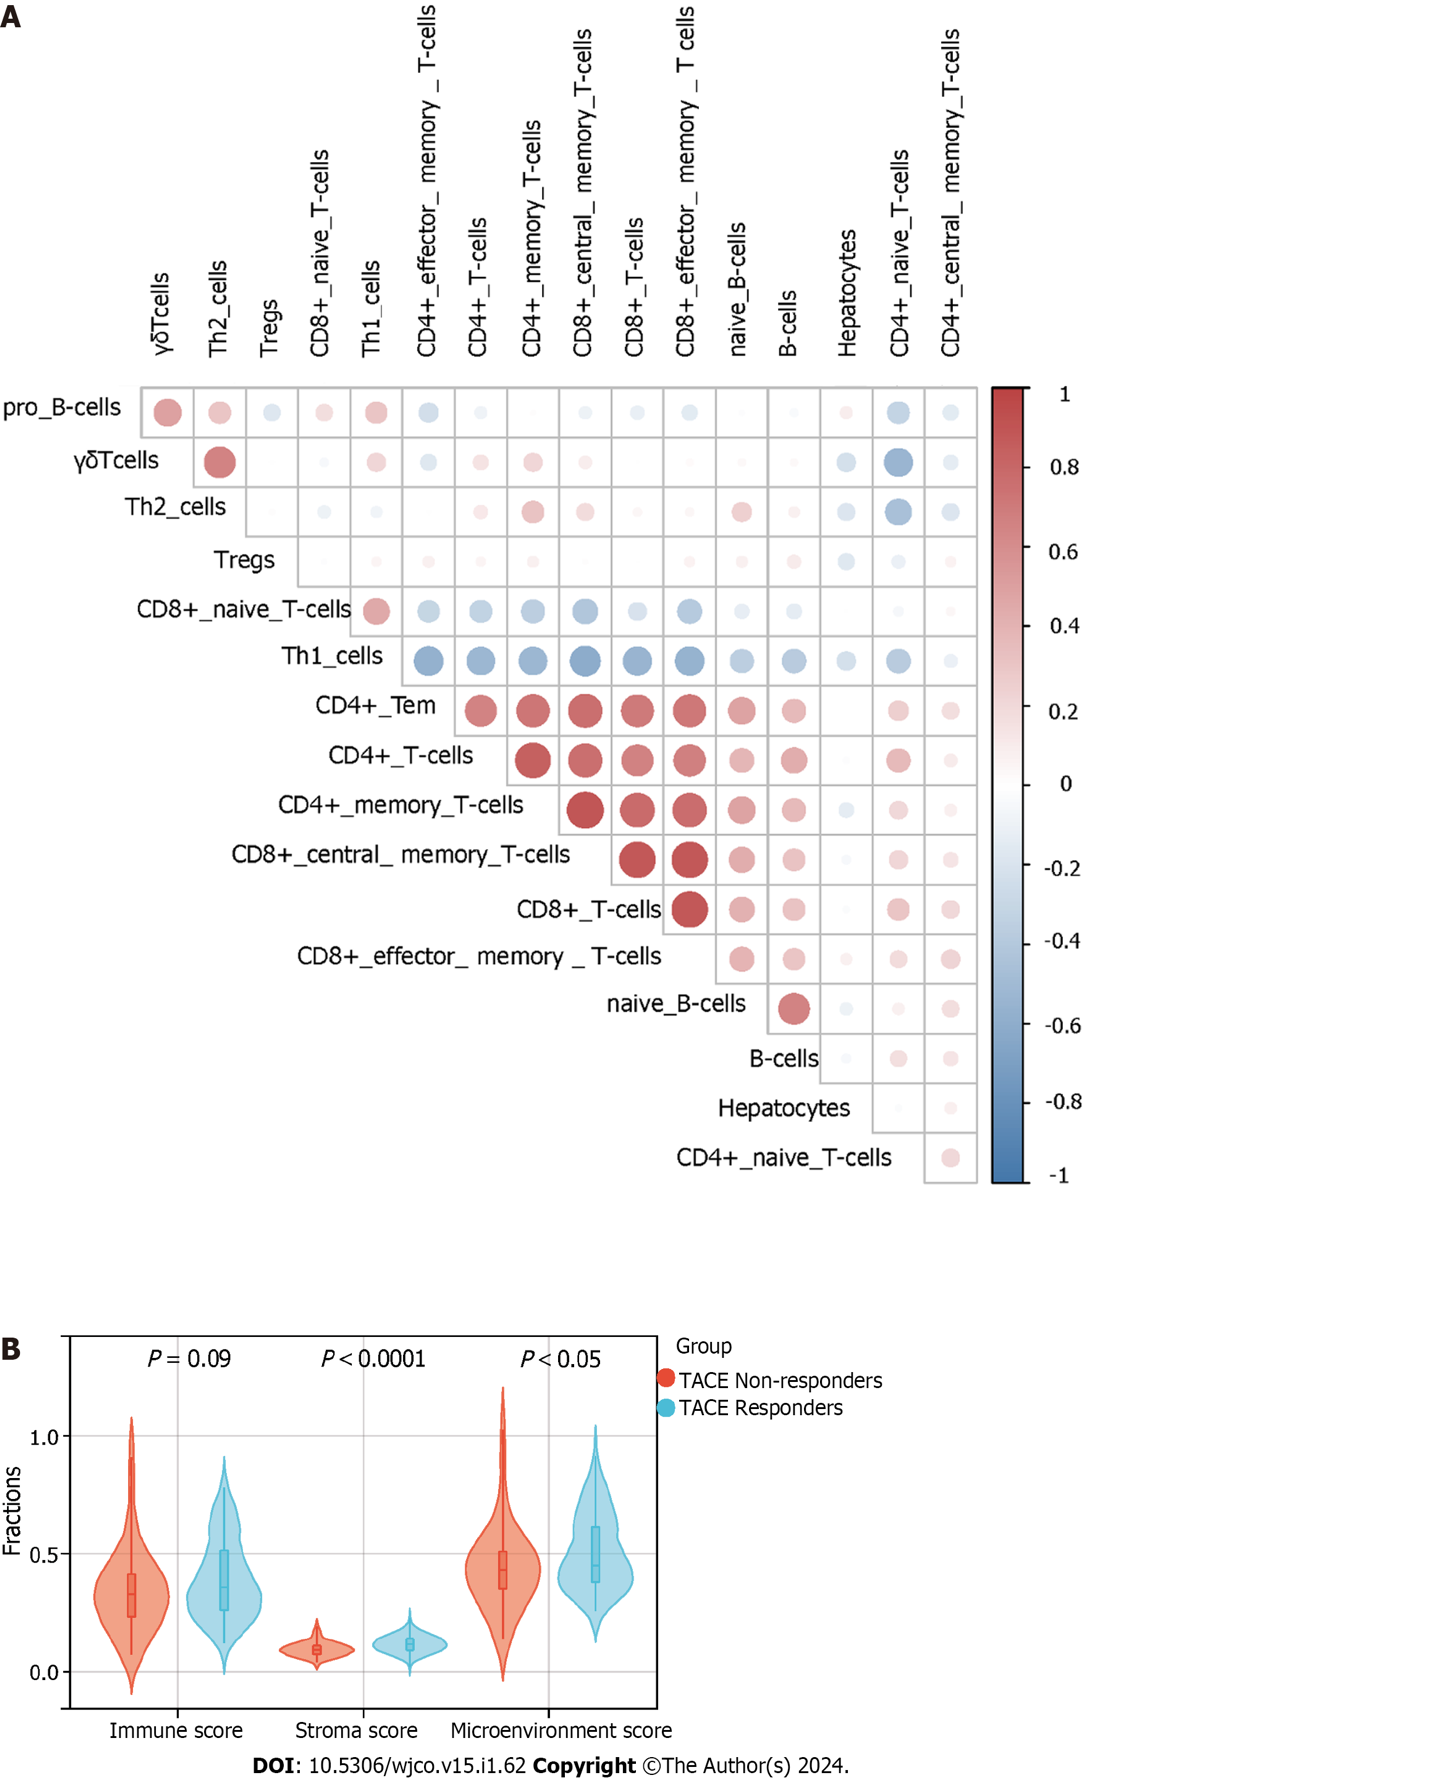 A
γδTcells
Th2_cells
Tregs
CD8+_naive_T-cells
Th1_cells
CD4+_effector_ memory _ T-cells
CD4+_T-cells
CD4+_memory_T-cells
CD8+_central_ memory_T-cells
CD8+_T-cells
CD8+_effector_ memory _ T cells
naive_B-cells
B-cells
Hepatocytes
CD4+_naive_T-cells
CD4+_central_ memory_T-cells
pro_B-cells
γδTcells
Th2_cells
Tregs
CD8+_naive_T-cells
Th1_cells
CD4+_Tem
CD4+_T-cells
CD4+_memory_T-cells
CD8+_central_ memory_T-cells
CD8+_T-cells
CD8+_effector_ memory _ T-cells
naive_B-cells
B-cells
Hepatocytes
CD4+_naive_T-cells
1
0.8
0.6
0.4
0.2
0
-0.2
-0.4
-0.6
-0.8
-1
B
P = 0.09 P < 0.0001 P < 0.05
Group
TACE Non-responders
TACE Responders
Fractions
1.0
0.5
0.0
Immune score Stroma score Microenvironment score
DOI: 10.5306/wjco.v15.i1.62 Copyright ©The Author(s) 2024.